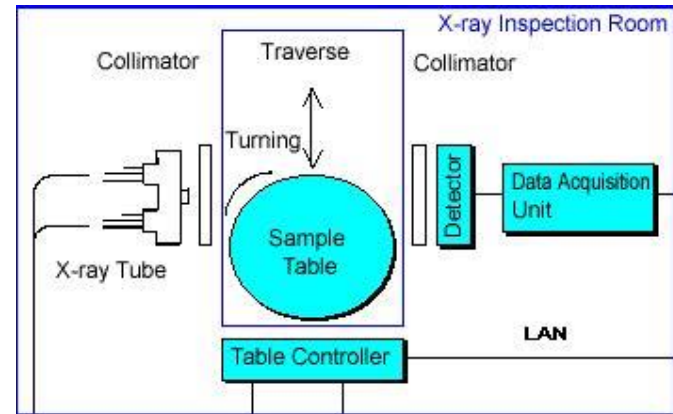 X-ray Inspection Room
Collimator
Traverse
Collimator
Turning
X-ray Tube
Sample
Table
Detector
Data Acquisition
Unit
LAN
Table Controller